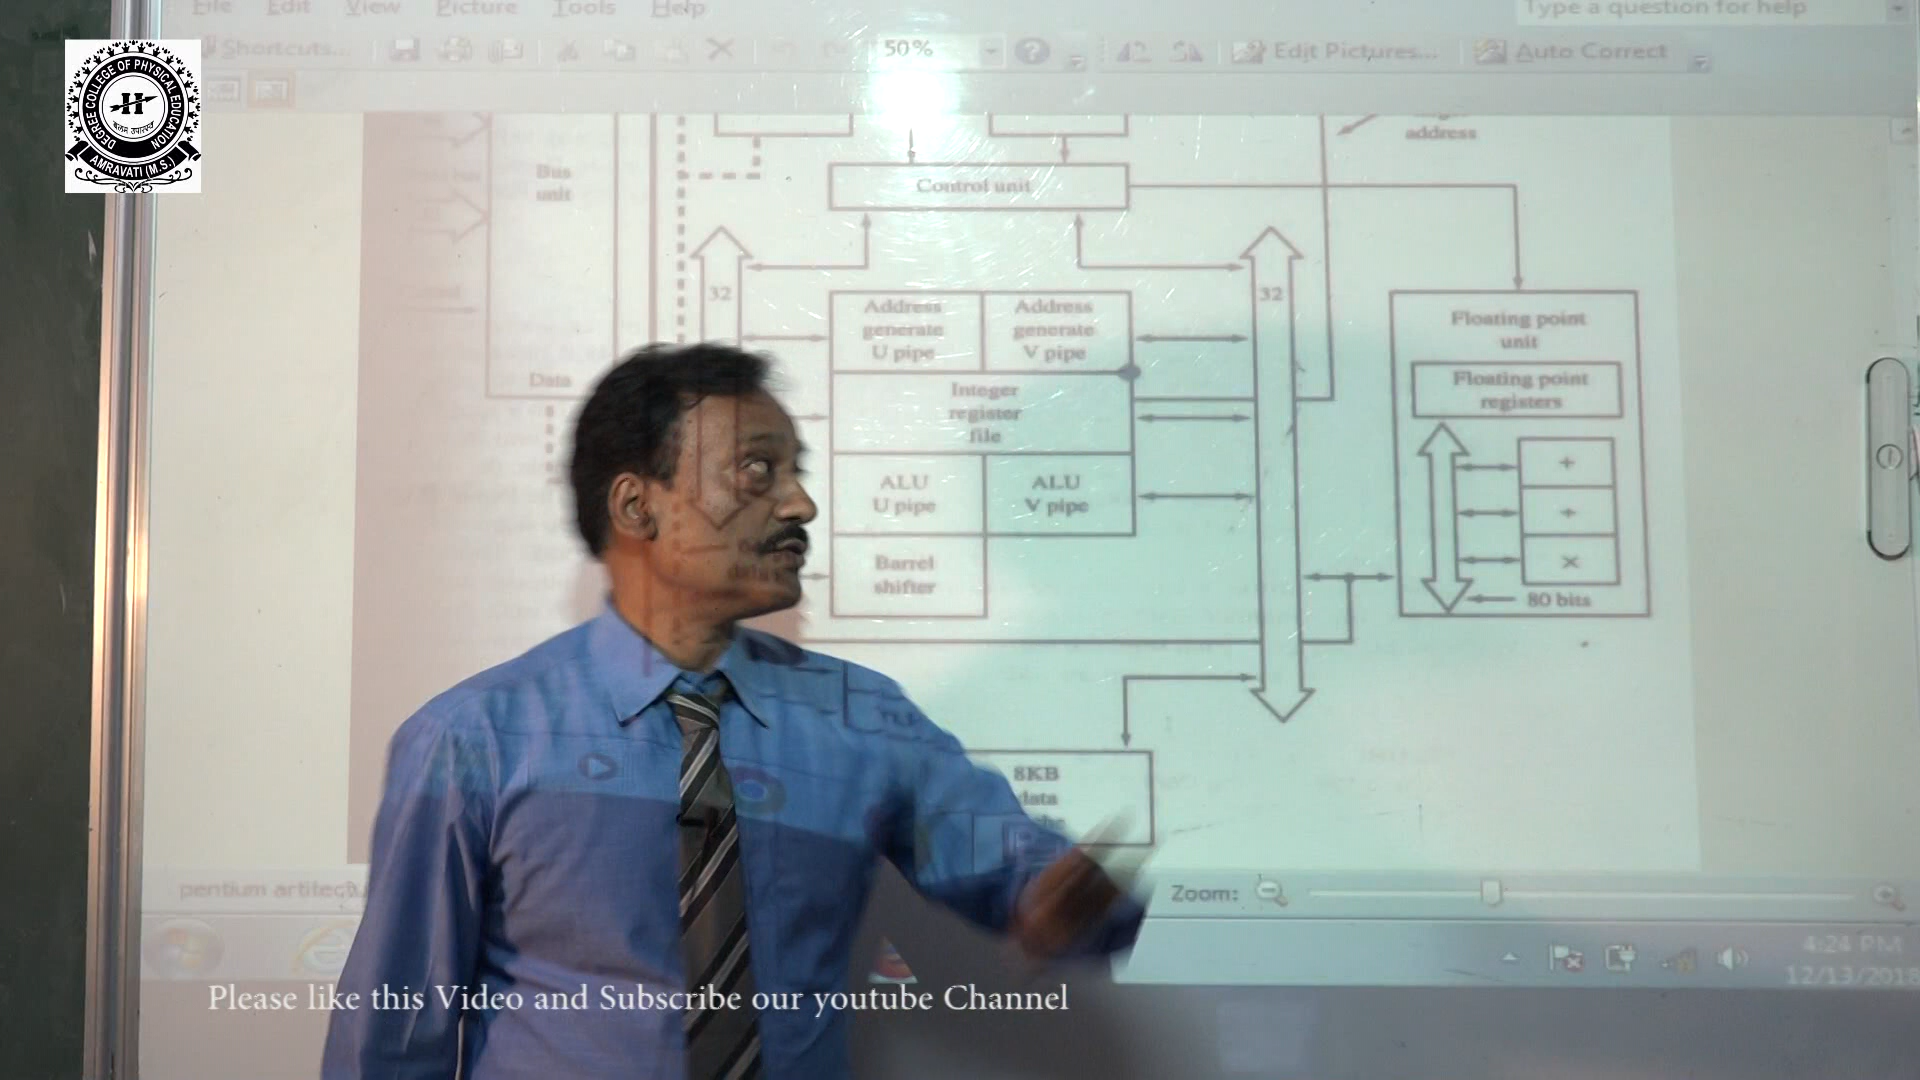 File Edit View Picture Tools Help
Type a question for help
Shortcuts...
50%
Edit Pictures...
Auto Correct
DEGREE COLLEGE OF PHYSICAL EDUCATION
AMRAVATI (M.S.)
address
Bus
unit
Control unit
32
32
Address
generate
U pipe
Address
generate
V pipe
Floating point
unit
Data
Integer
register
file
Floating point
registers
ALU
U pipe
ALU
V pipe
+
÷
×
Barrel
shifter
80 bits
8KB
data
Zoom:
4:24 PM
12/13/2018
Please like this Video and Subscribe our youtube Channel